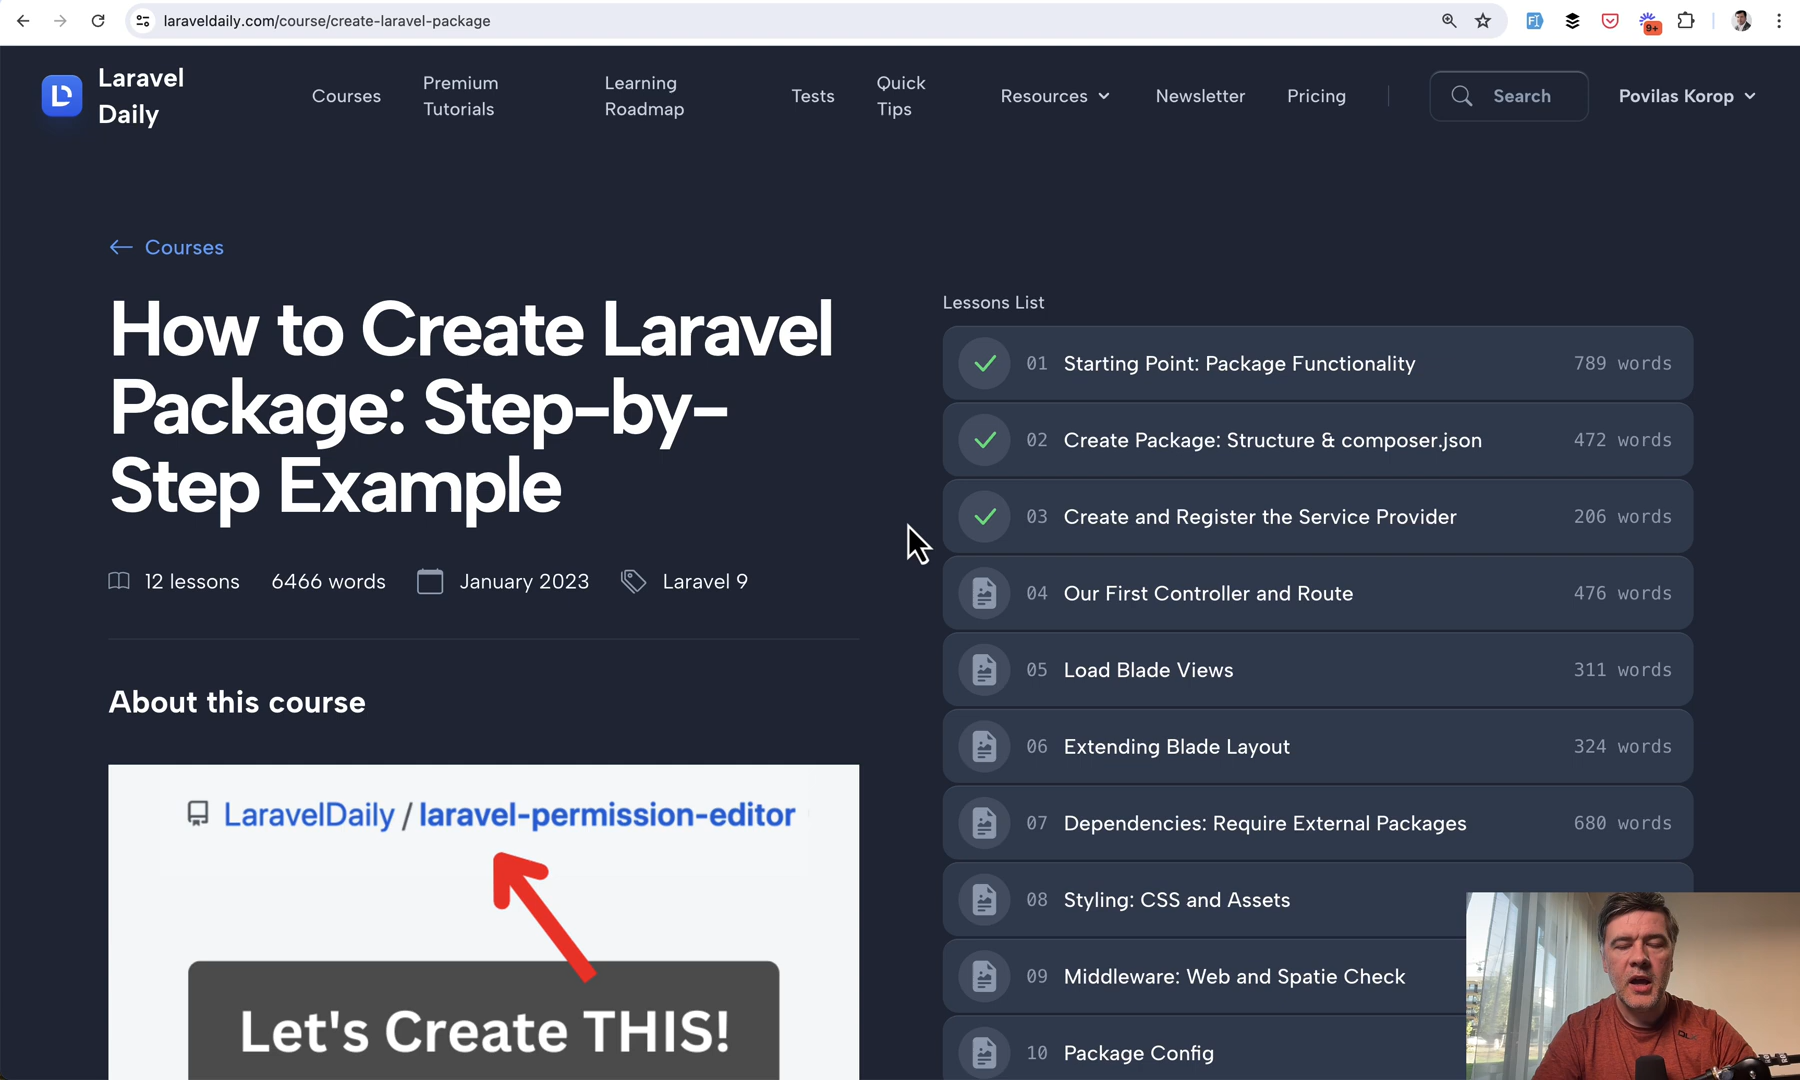 laraveldaily.com/course/create-laravel-package
9+
Laravel
Daily
Courses
Premium
Tutorials
Learning
Roadmap
Tests
Quick
Tips
Resources
Newsletter
Pricing
Search
Povilas Korop
← Courses
How to Create Laravel
Package: Step-by-
Step Example
12 lessons
6466 words
January 2023
Laravel 9
About this course
LaravelDaily / laravel-permission-editor
Let's Create THIS!
Lessons List
01 Starting Point: Package Functionality 789 words
02 Create Package: Structure & composer.json 472 words
03 Create and Register the Service Provider 206 words
04 Our First Controller and Route 476 words
05 Load Blade Views 311 words
06 Extending Blade Layout 324 words
07 Dependencies: Require External Packages 680 words
08 Styling: CSS and Assets
09 Middleware: Web and Spatie Check
10 Package Config